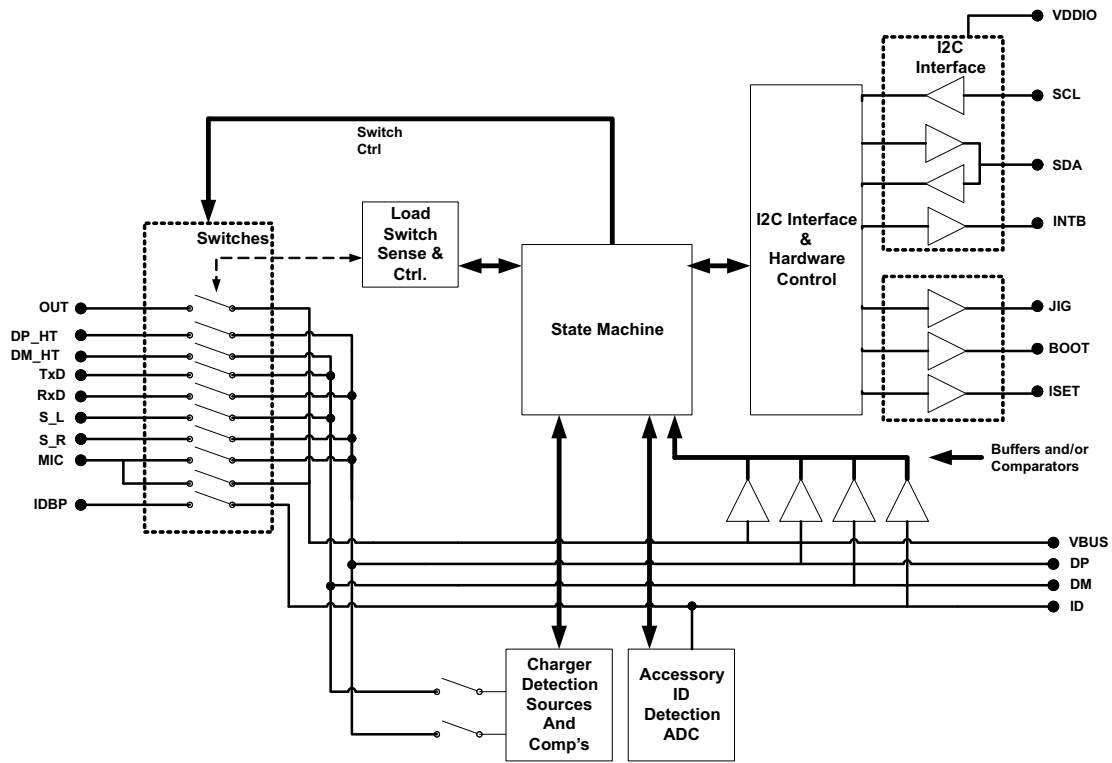 VDDIO
I2C
Interface
SCL
SDA
INTB
Switch
Ctrl
Load
Switch
Sense &
Ctrl.
Switches
I2C Interface
&
Hardware
Control
State Machine
OUT
DP_HT
DM_HT
TxD
RxD
S_L
S_R
MIC
IDBP
JIG
BOOT
ISET
Buffers and/or
Comparators
VBUS
DP
DM
ID
Charger
Detection
Sources
And
Comp's
Accessory
ID
Detection
ADC